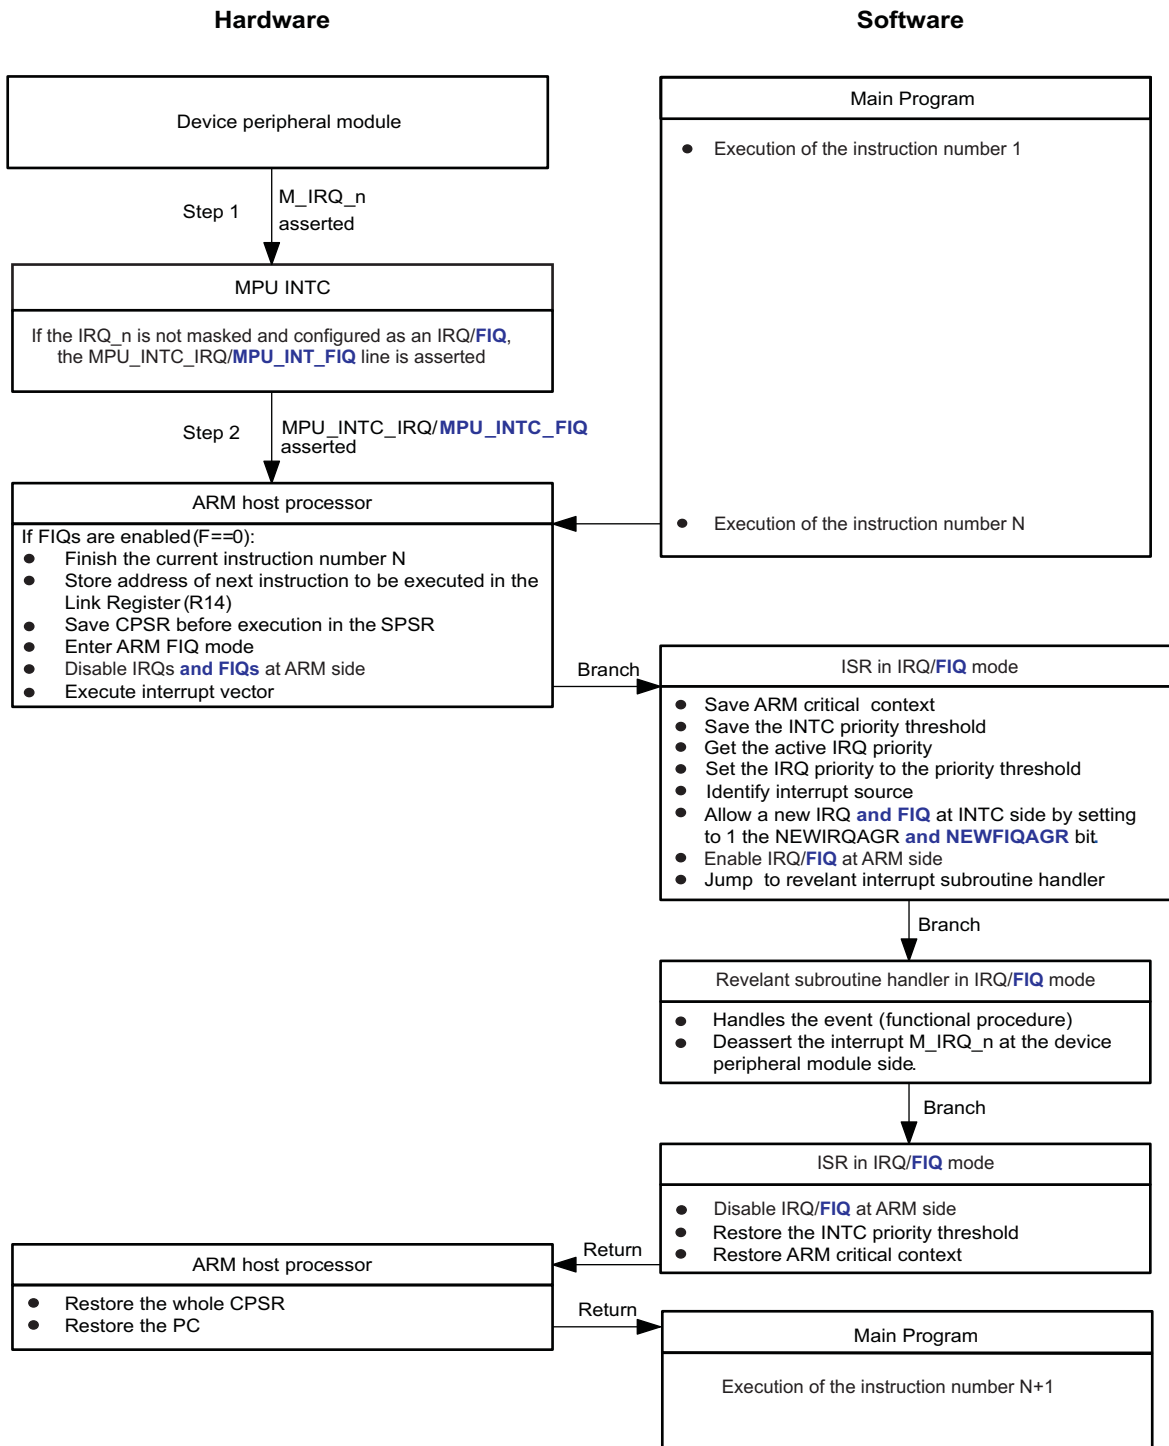 Hardware
Software
Device peripheral module
Main Program
Execution of the instruction number 1
Step 1
M_IRQ_n
asserted
MPU INTC
If the IRQ_n is not masked and configured as an IRQ/FIQ,
the MPU_INTC_IRQ/MPU_INT_FIQ line is asserted
Step 2
MPU_INTC_IRQ/MPU_INTC_FIQ
asserted
ARM host processor
If FIQs are enabled(F==0):
Finish the current instruction number N
Store address of next instruction to be executed in the
Link Register (R14)
Save CPSR before execution in the SPSR
Enter ARM FIQ mode
Disable IRQs and FIQs at ARM side
Execute interrupt vector
Execution of the instruction number N
Branch
ISR in IRQ/FIQ mode
Save ARM critical context
Save the INTC priority threshold
Get the active IRQ priority
Set the IRQ priority to the priority threshold
Identify interrupt source
Allow a new IRQ and FIQ at INTC side by setting
to 1 the NEWIRQAGR and NEWFIQAGR bit.
Enable IRQ/FIQ at ARM side
Jump to revelant interrupt subroutine handler
Branch
Revelant subroutine handler in IRQ/FIQ mode
Handles the event (functional procedure)
Deassert the interrupt M_IRQ_n at the device
peripheral module side.
Branch
ISR in IRQ/FIQ mode
Disable IRQ/FIQ at ARM side
Restore the INTC priority threshold
Restore ARM critical context
Return
ARM host processor
Restore the whole CPSR
Restore the PC
Return
Main Program
Execution of the instruction number N+1